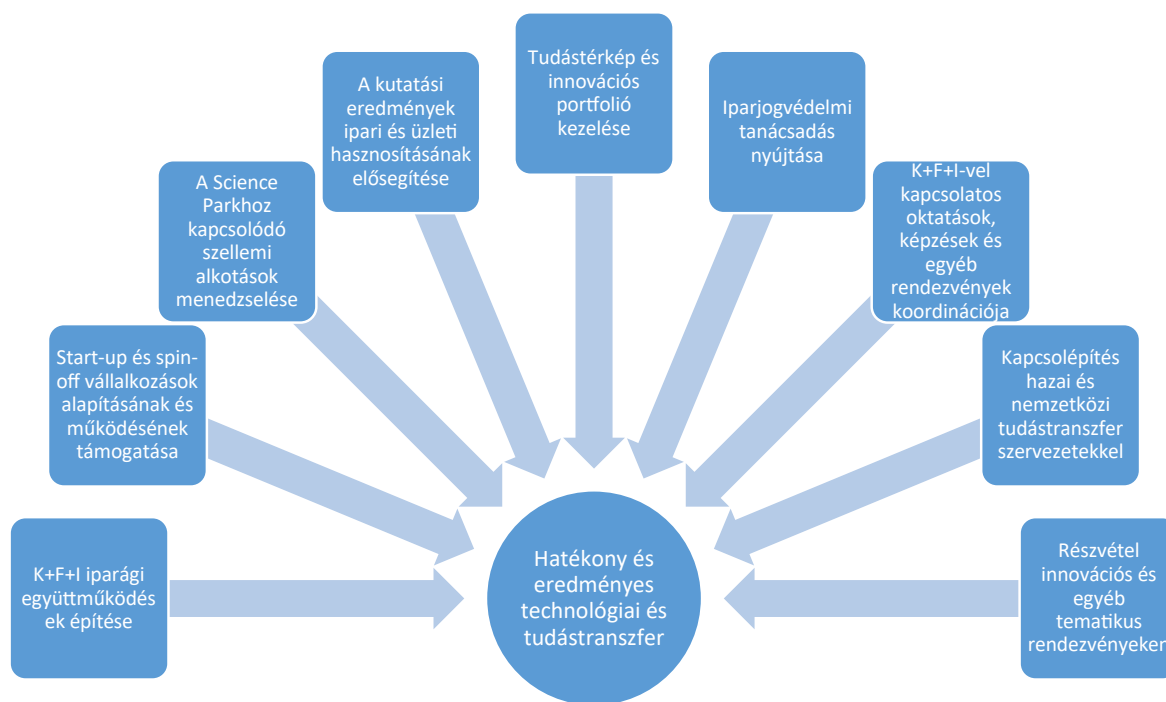 K+F+I iparági
együttműködés
ek építése
Start-up és spin-
off vállalkozások
alapításának és
működésének
támogatása
A Science
Parkhoz
kapcsolódó
szellemi
alkotások
menedzselése
A kutatási
eredmények
ipari és üzleti
hasznosításának
elősegítése
Tudástérkép és
innovációs
portfolió
kezelése
Iparjogvédelmi
tanácsadás
nyújtása
K+F+I-vel
kapcsolatos
oktatások,
képzések és
egyéb
rendezvények
koordinációja
Kapcsolépítés
hazai és
nemzetközi
tudástranszfer
szervezetekkel
Részvétel
innovációs és
egyéb
tematikus
rendezvényeken
Hatékony és
eredményes
technológiai és
tudástranszfer